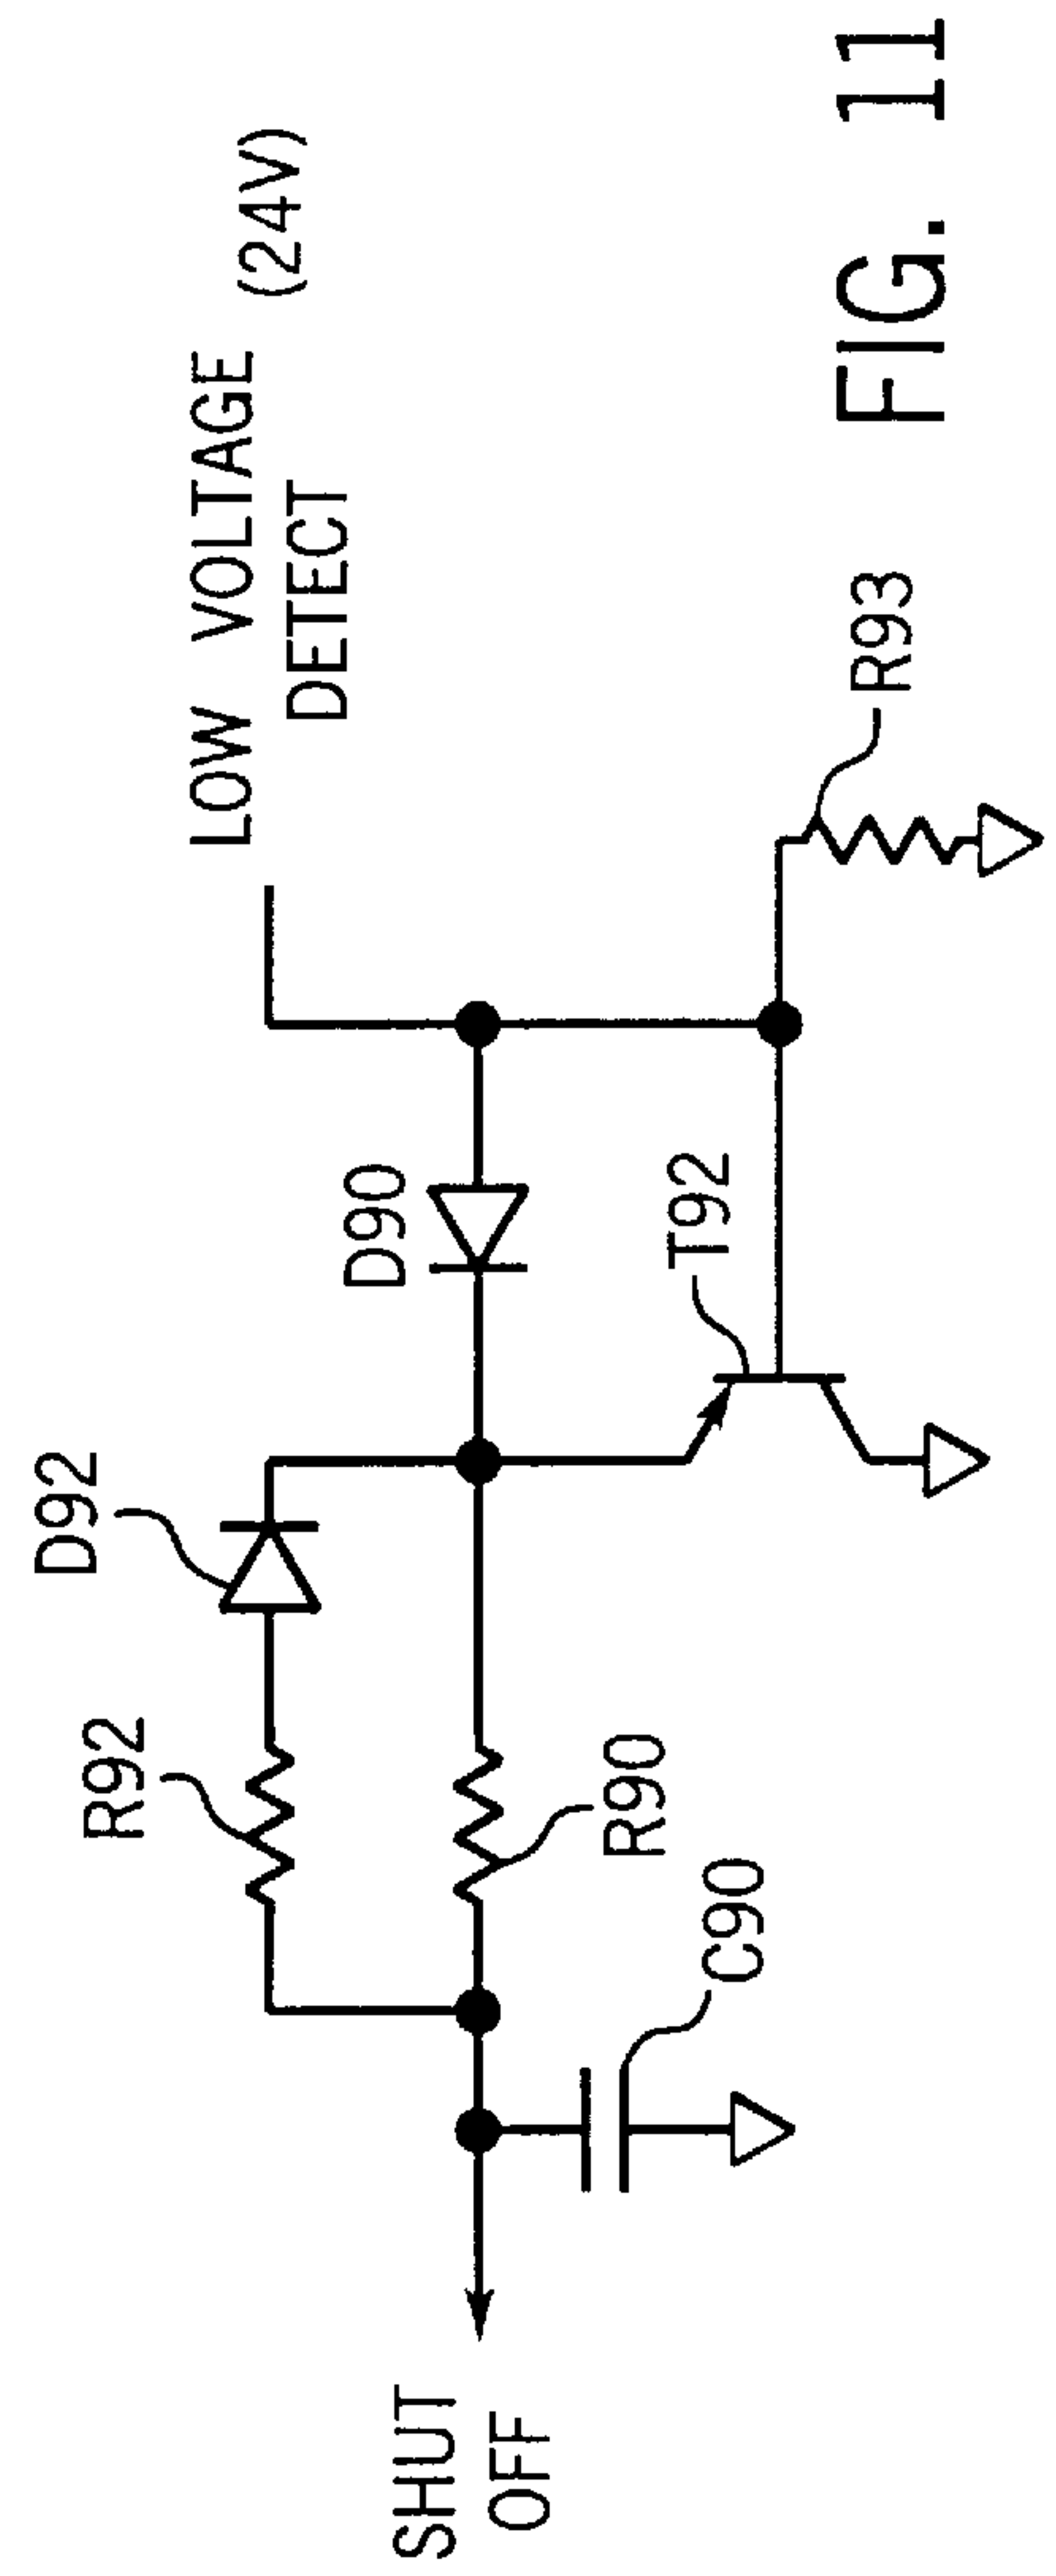 SHUT
OFF
R92
D92
D90
LOW VOLTAGE (24V)
DETECT
C90
R90
T92
R93
FIG. 11